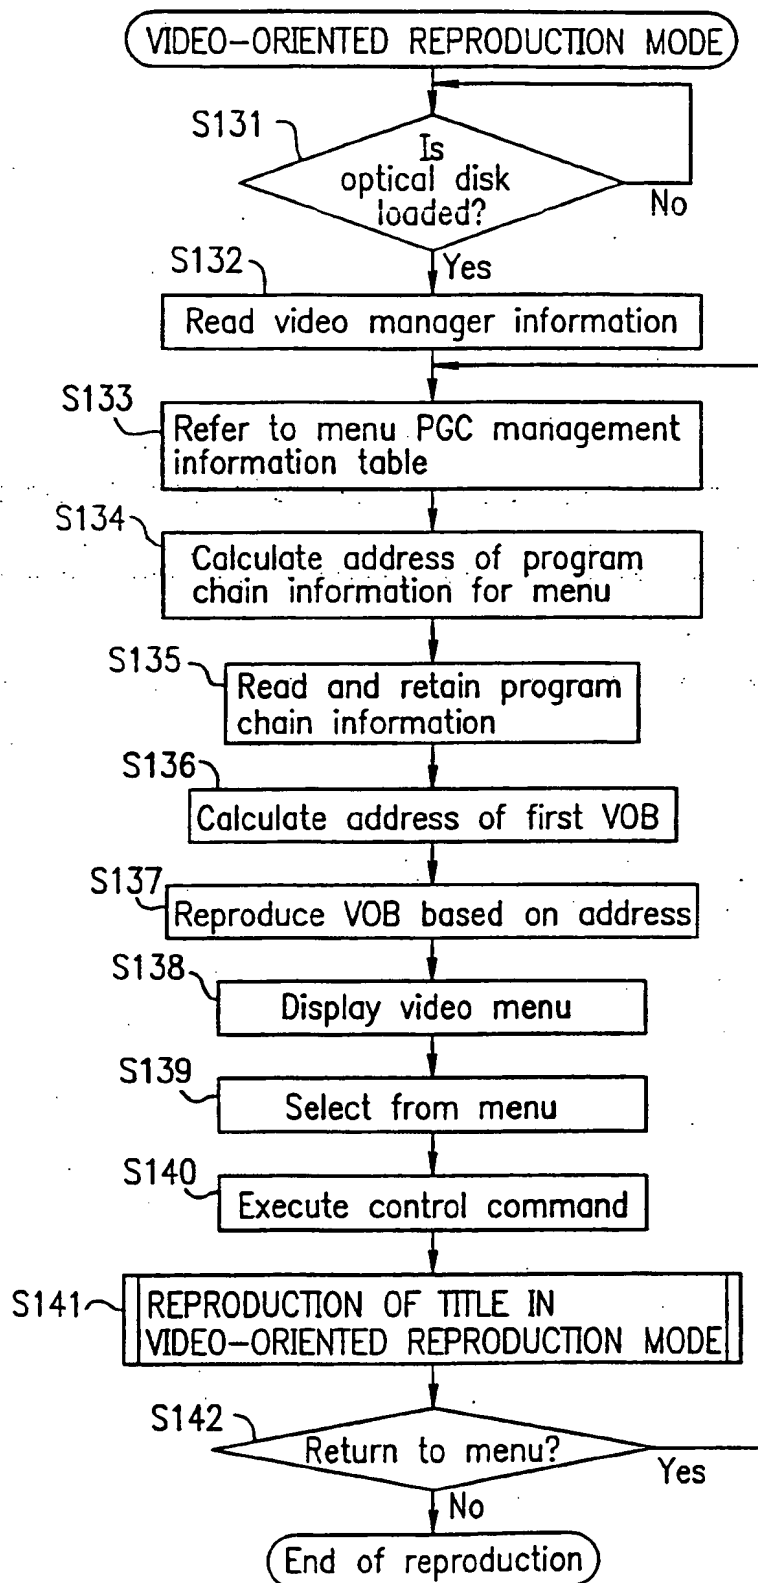 VIDEO-ORIENTED REPRODUCTION MODE
S131
Is
optical disk
loaded?
No
Yes
S132
Read video manager information
S133
Refer to menu PGC management
information table
S134
Calculate address of program
chain information for menu
S135
Read and retain program
chain information
S136
Calculate address of first VOB
S137
Reproduce VOB based on address
S138
Display video menu
S139
Select from menu
S140
Execute control command
S141
REPRODUCTION OF TITLE IN
VIDEO-ORIENTED REPRODUCTION MODE
S142
Return to menu?
Yes
No
End of reproduction